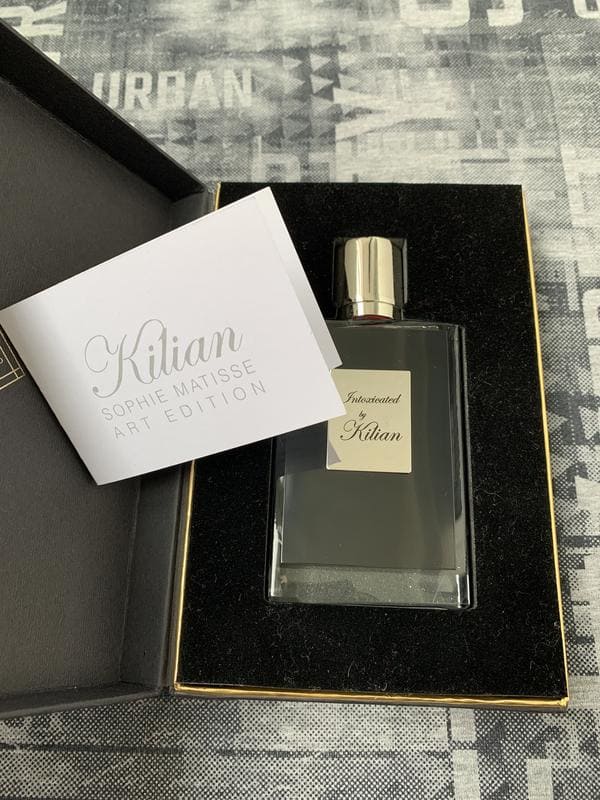 URBAN
Kilian
SOPHIE MATISSE
ART EDITION
Intoxicated
by
Kilian